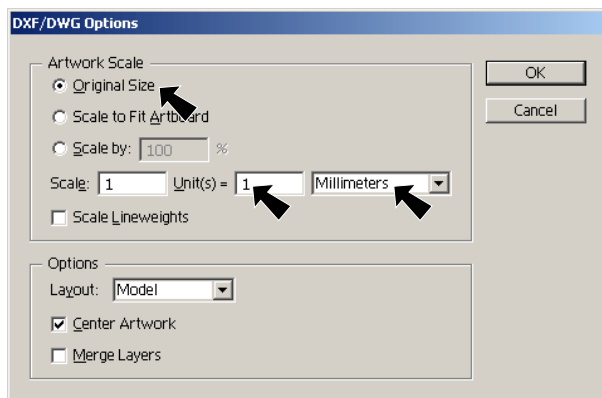 DXF/DWG Options
Artwork Scale
Original Size
Scale to Fit Artboard
Scale by: 100 %
Scale: 1 Unit(s) = 1 Millimeters
Scale Lineweights
Options
Layout: Model
Center Artwork
Merge Layers
OK
Cancel